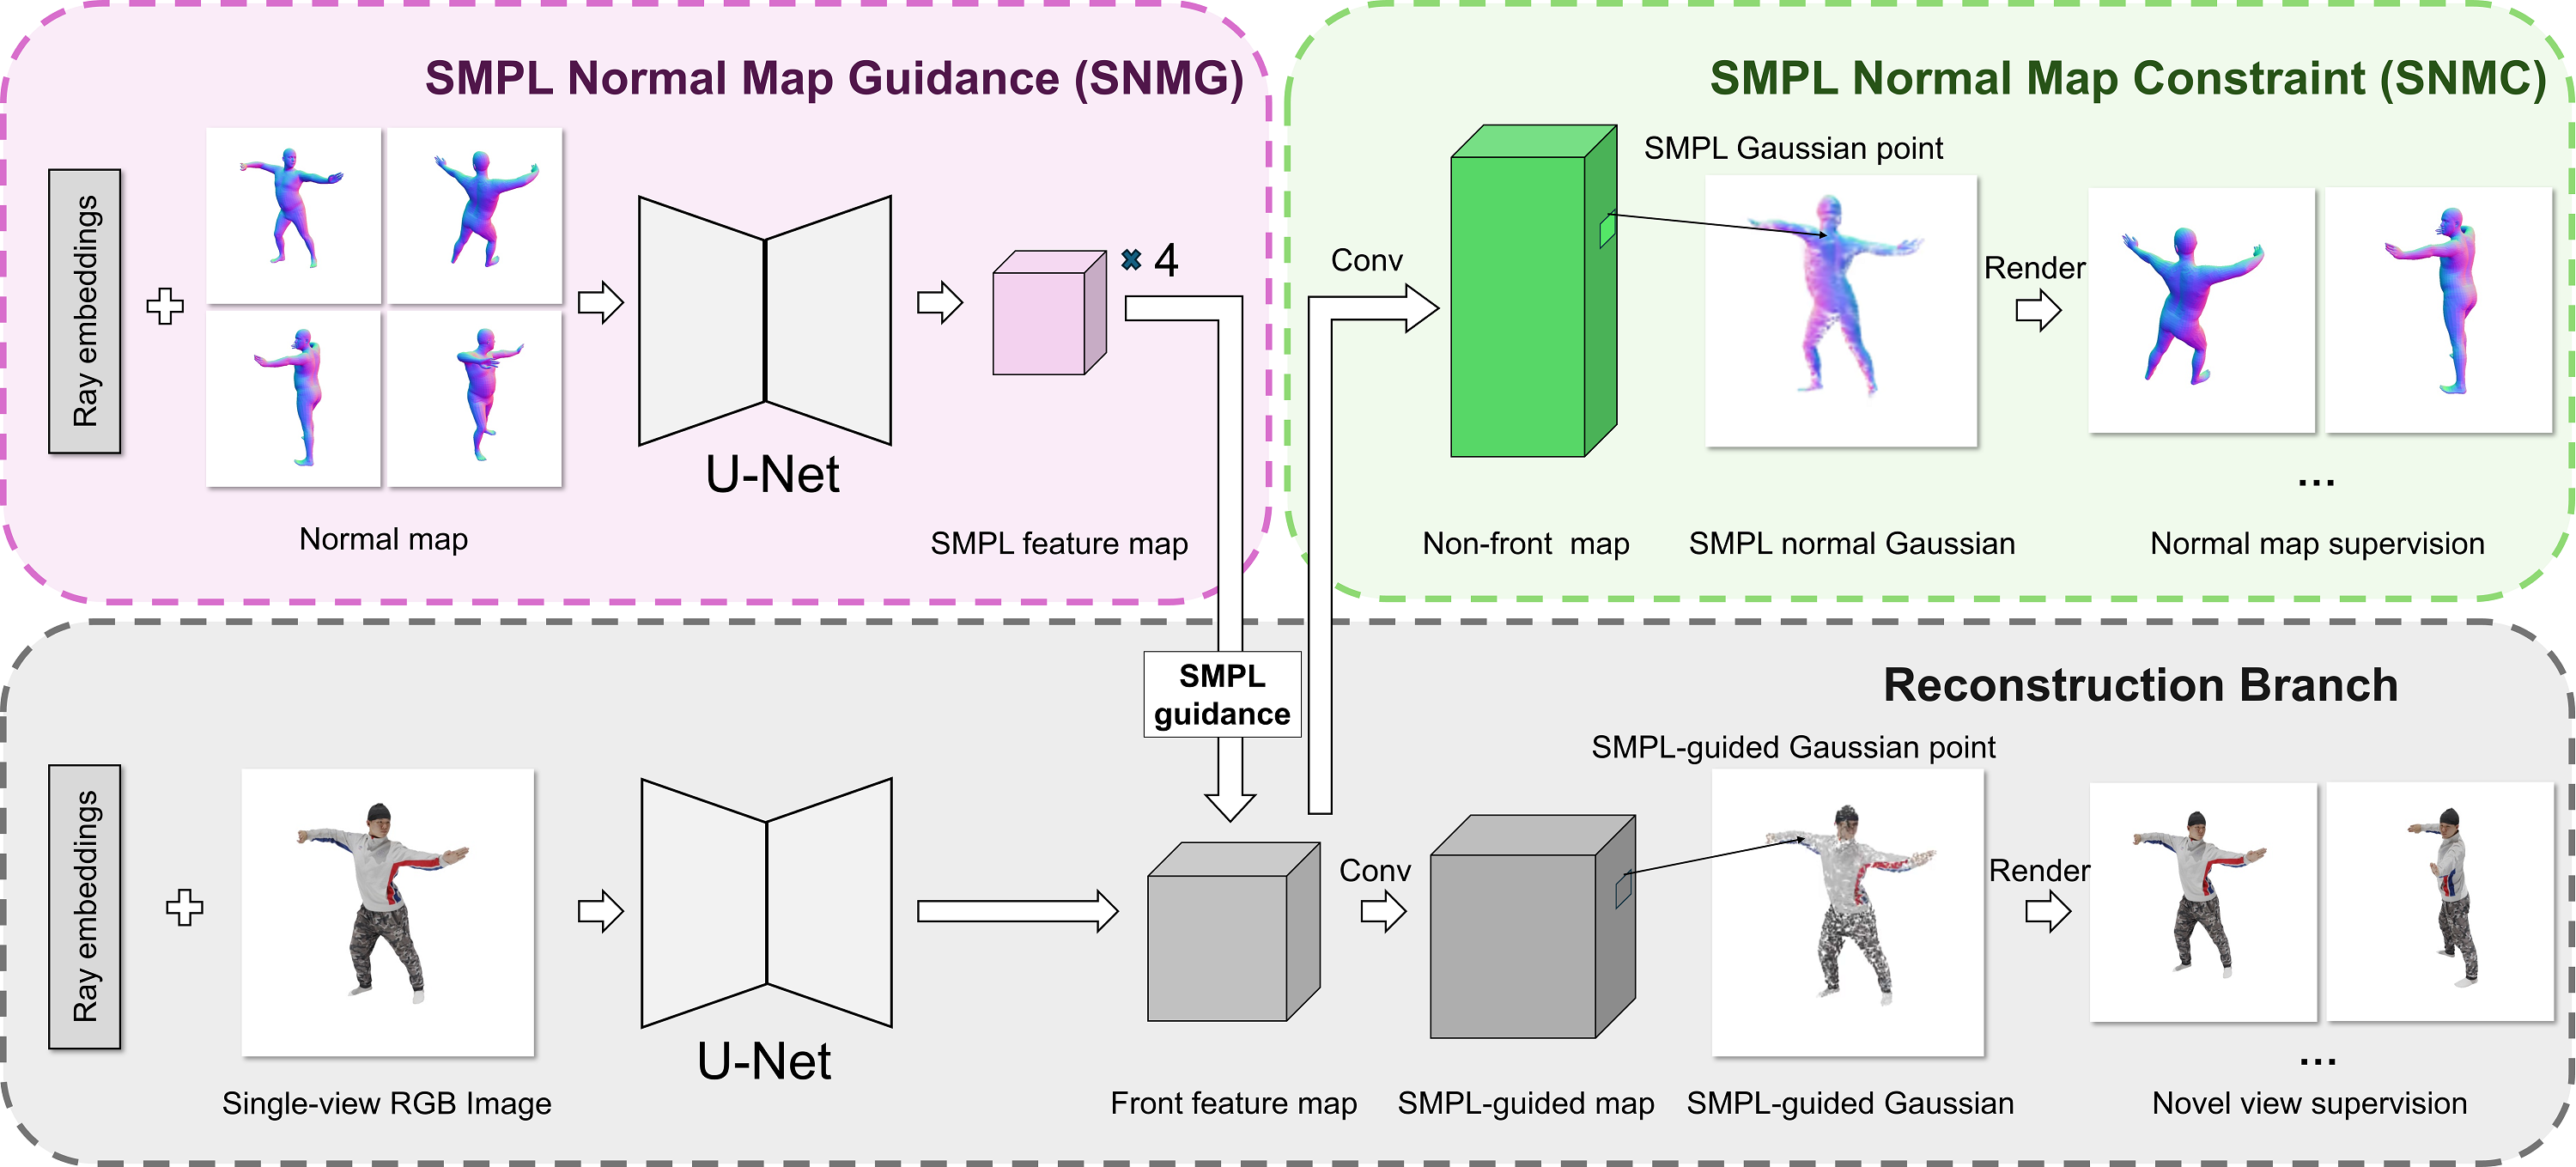 SMPL Normal Map Guidance (SNMG)
Ray embeddings
Normal map
U-Net
× 4
SMPL feature map
SMPL Normal Map Constraint (SNMC)
Conv
SMPL Gaussian point
Render
...
Non-front map
SMPL normal Gaussian
Normal map supervision
SMPL
guidance
Reconstruction Branch
Ray embeddings
Single-view RGB Image
U-Net
Front feature map
Conv
SMPL-guided map
SMPL-guided Gaussian point
SMPL-guided Gaussian
Render
...
Novel view supervision